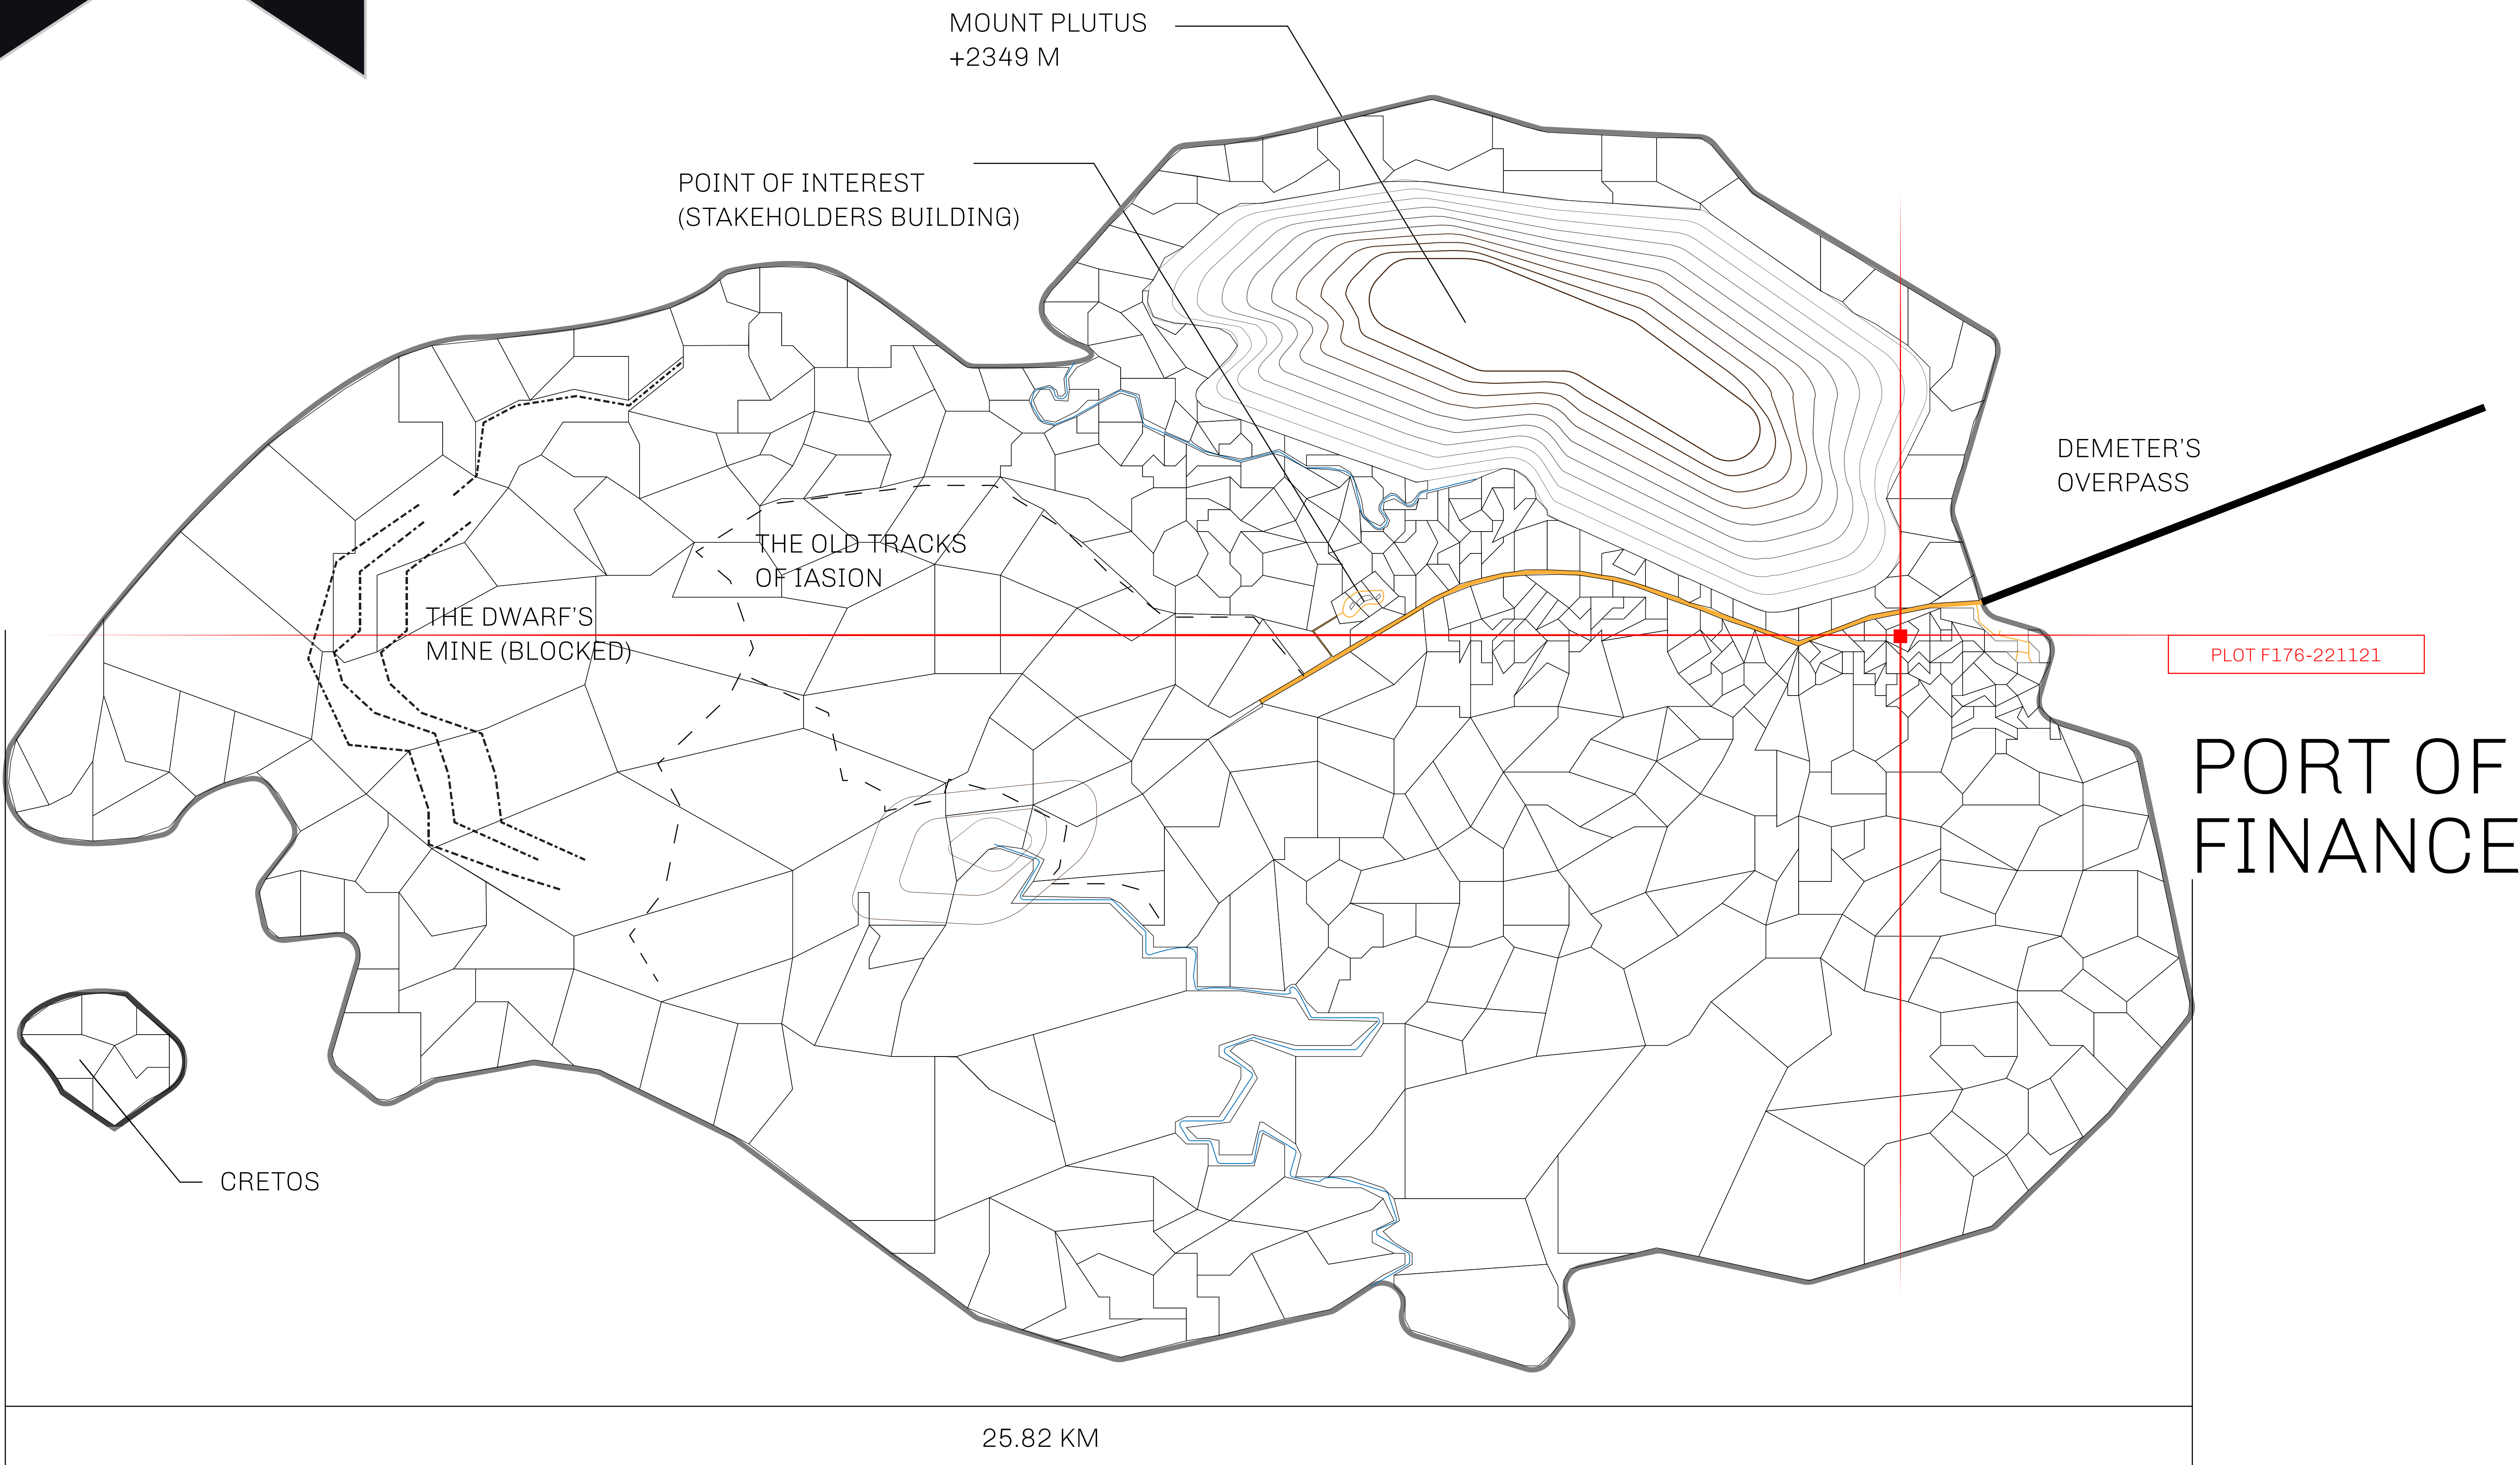 MOUNT PLUTUS
+2349 M
POINT OF INTEREST
(STAKEHOLDERS BUILDING)
DEMETER'S
OVERPASS
THE OLD TRACKS
OF IASION
THE DWARF'S
MINE (BLOCKED)
PLOT F176-221121
PORT OF
FINANCE
CRETOS
25.82 KM